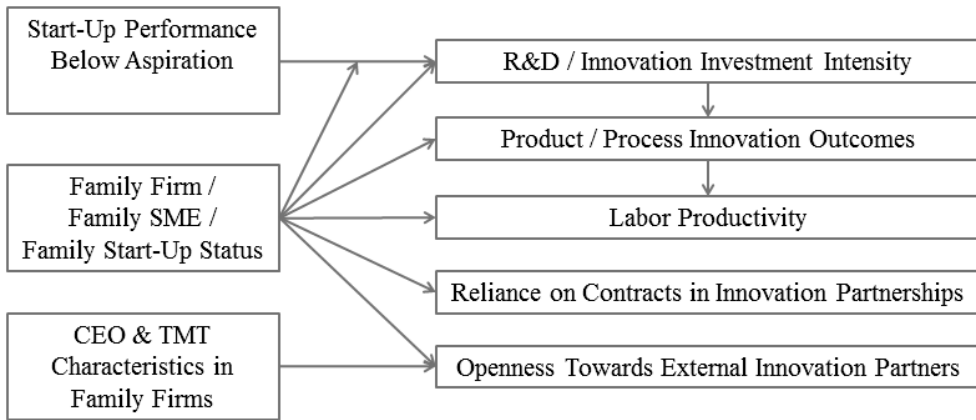 Start-Up Performance
Below Aspiration
R&D / Innovation Investment Intensity
Product / Process Innovation Outcomes
Family Firm /
Family SME /
Family Start-Up Status
Labor Productivity
Reliance on Contracts in Innovation Partnerships
CEO & TMT
Characteristics in
Family Firms
Openness Towards External Innovation Partners